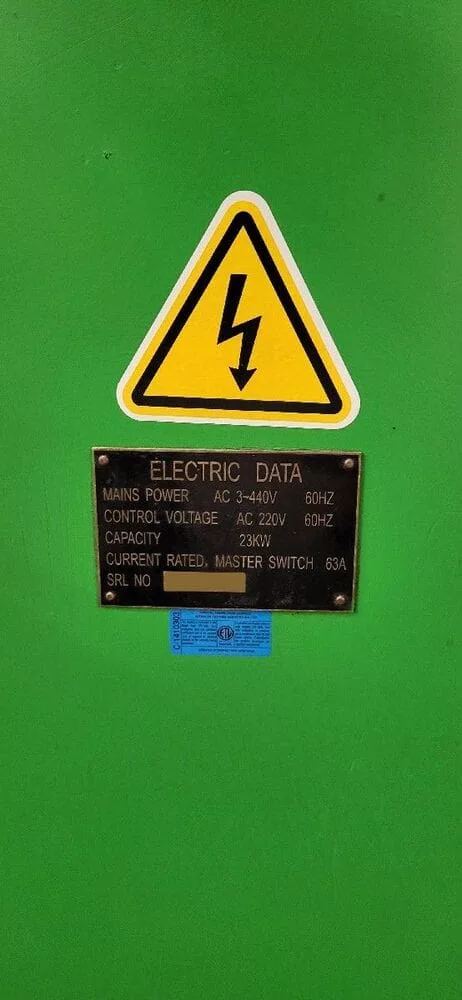 ELECTRIC DATA
MAINS POWER AC 3~440V 60HZ
CONTROL VOLTAGE AC 220V 60HZ
CAPACITY 23KW
CURRENT RATED, MASTER SWITCH 63A
SRL NO
C 1410303